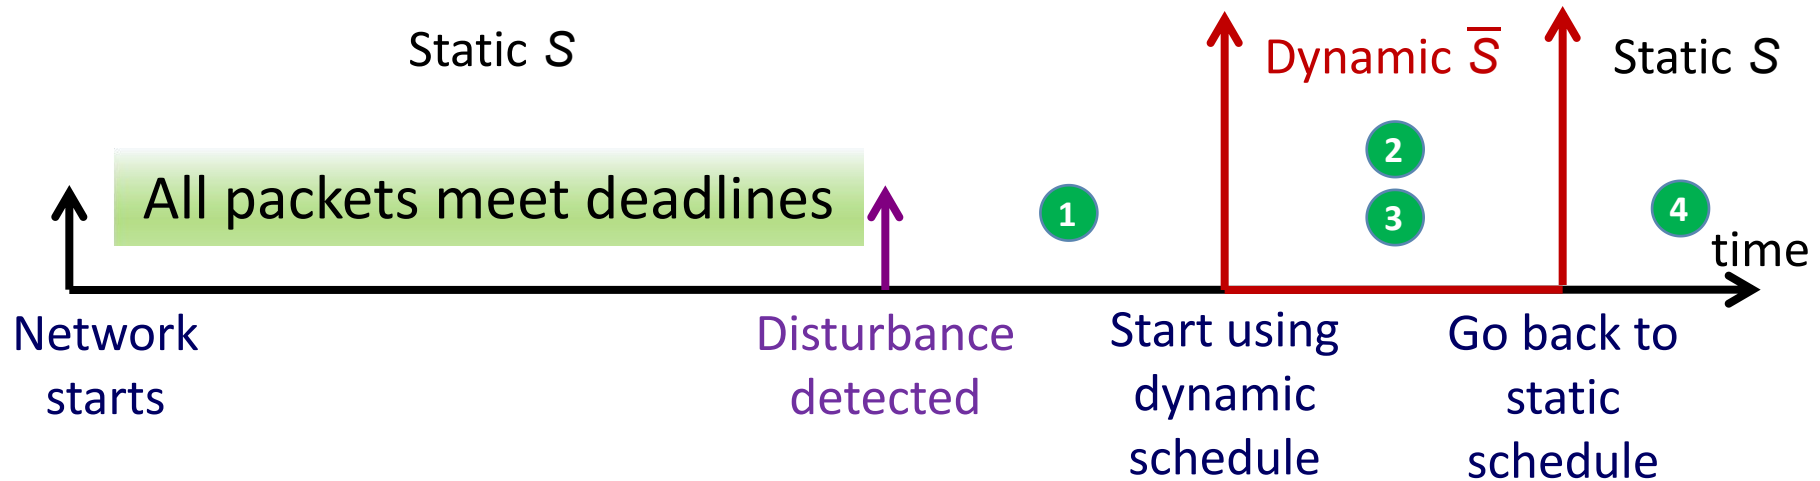 Static S
Dynamic S̅
Static S
All packets meet deadlines
1
2
3
4
time
Network
starts
Disturbance
detected
Start using
dynamic
schedule
Go back to
static
schedule